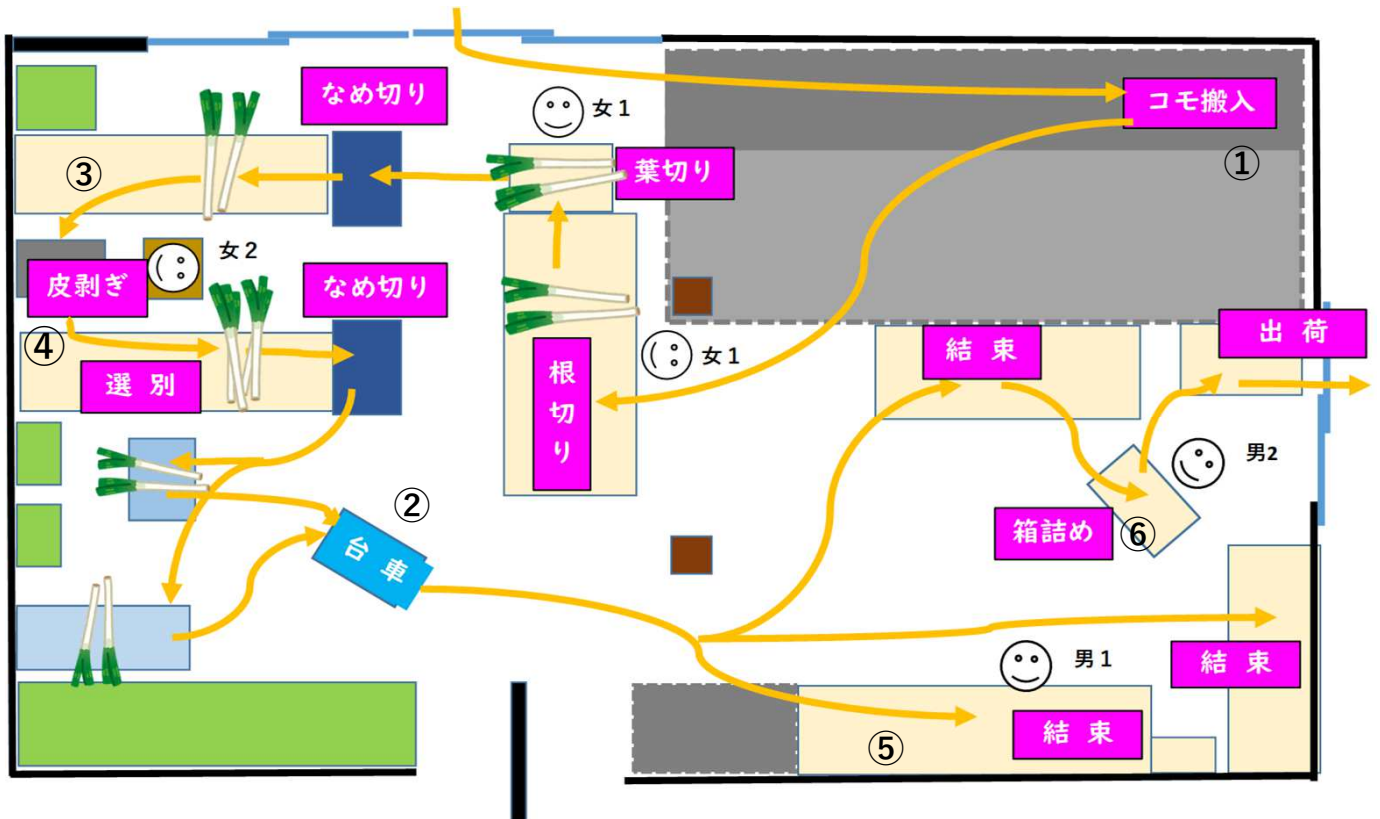 なめ切り
女1
コモ搬入
①
③
葉切り
女2
皮剥ぎ
なめ切り
④
選 別
根切り
女1
結 束
出 荷
男2
②
台 車
箱詰め
⑥
男1
結 束
結 束
⑤